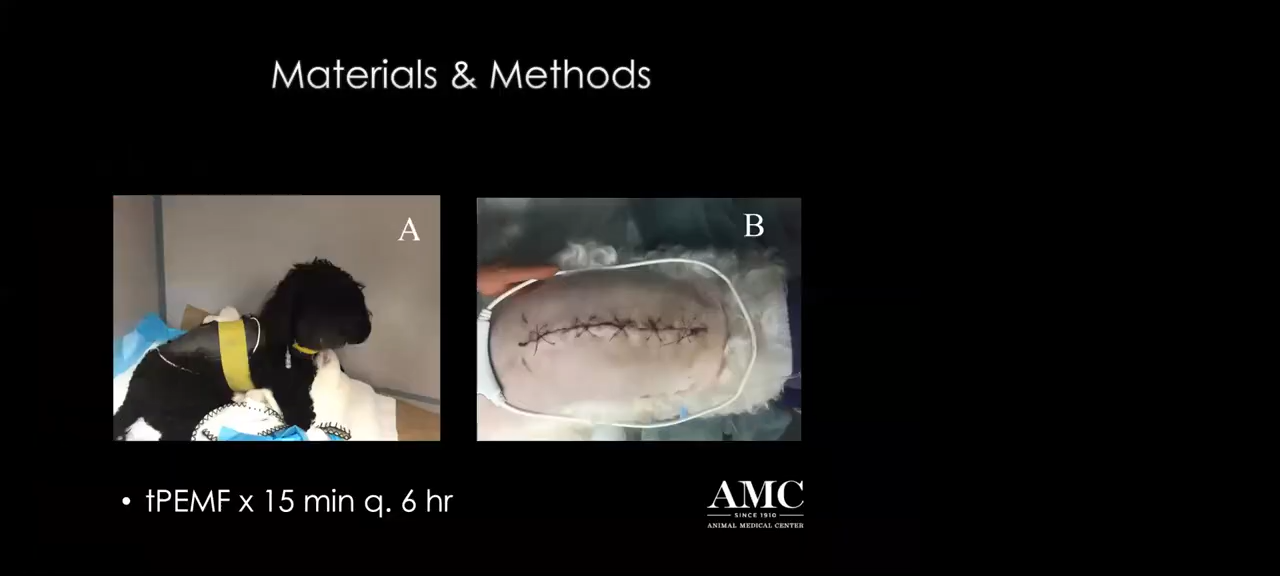 Materials & Methods
A
B
• tPEMF x 15 min q. 6 hr
AMC
SINCE 1910
ANIMAL MEDICAL CENTER